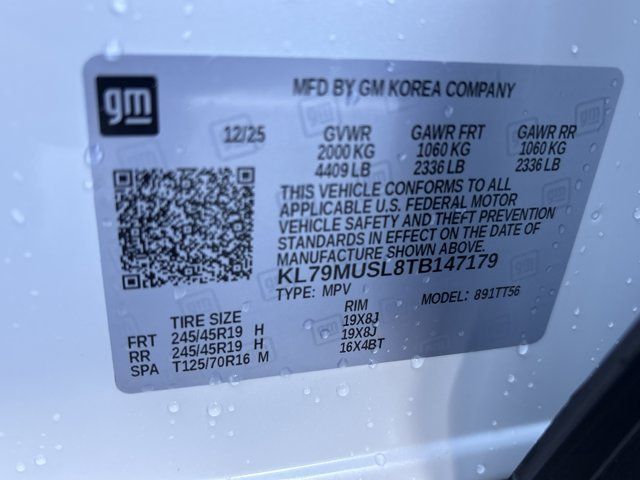 gm
MFD BY GM KOREA COMPANY
12/25 GVWR GAWR FRT GAWR RR
2000 KG 1060 KG 1060 KG
4409 LB 2336 LB 2336 LB
THIS VEHICLE CONFORMS TO ALL
APPLICABLE U.S. FEDERAL MOTOR
VEHICLE SAFETY AND THEFT PREVENTION
STANDARDS IN EFFECT ON THE DATE OF
MANUFACTURE SHOWN ABOVE.
KL79MUSL8TB147179
TYPE: MPV MODEL: 891TT56
TIRE SIZE RIM
FRT 245/45R19 H 19X8J
RR 245/45R19 H 19X8J
SPA T125/70R16 M 16X4BT